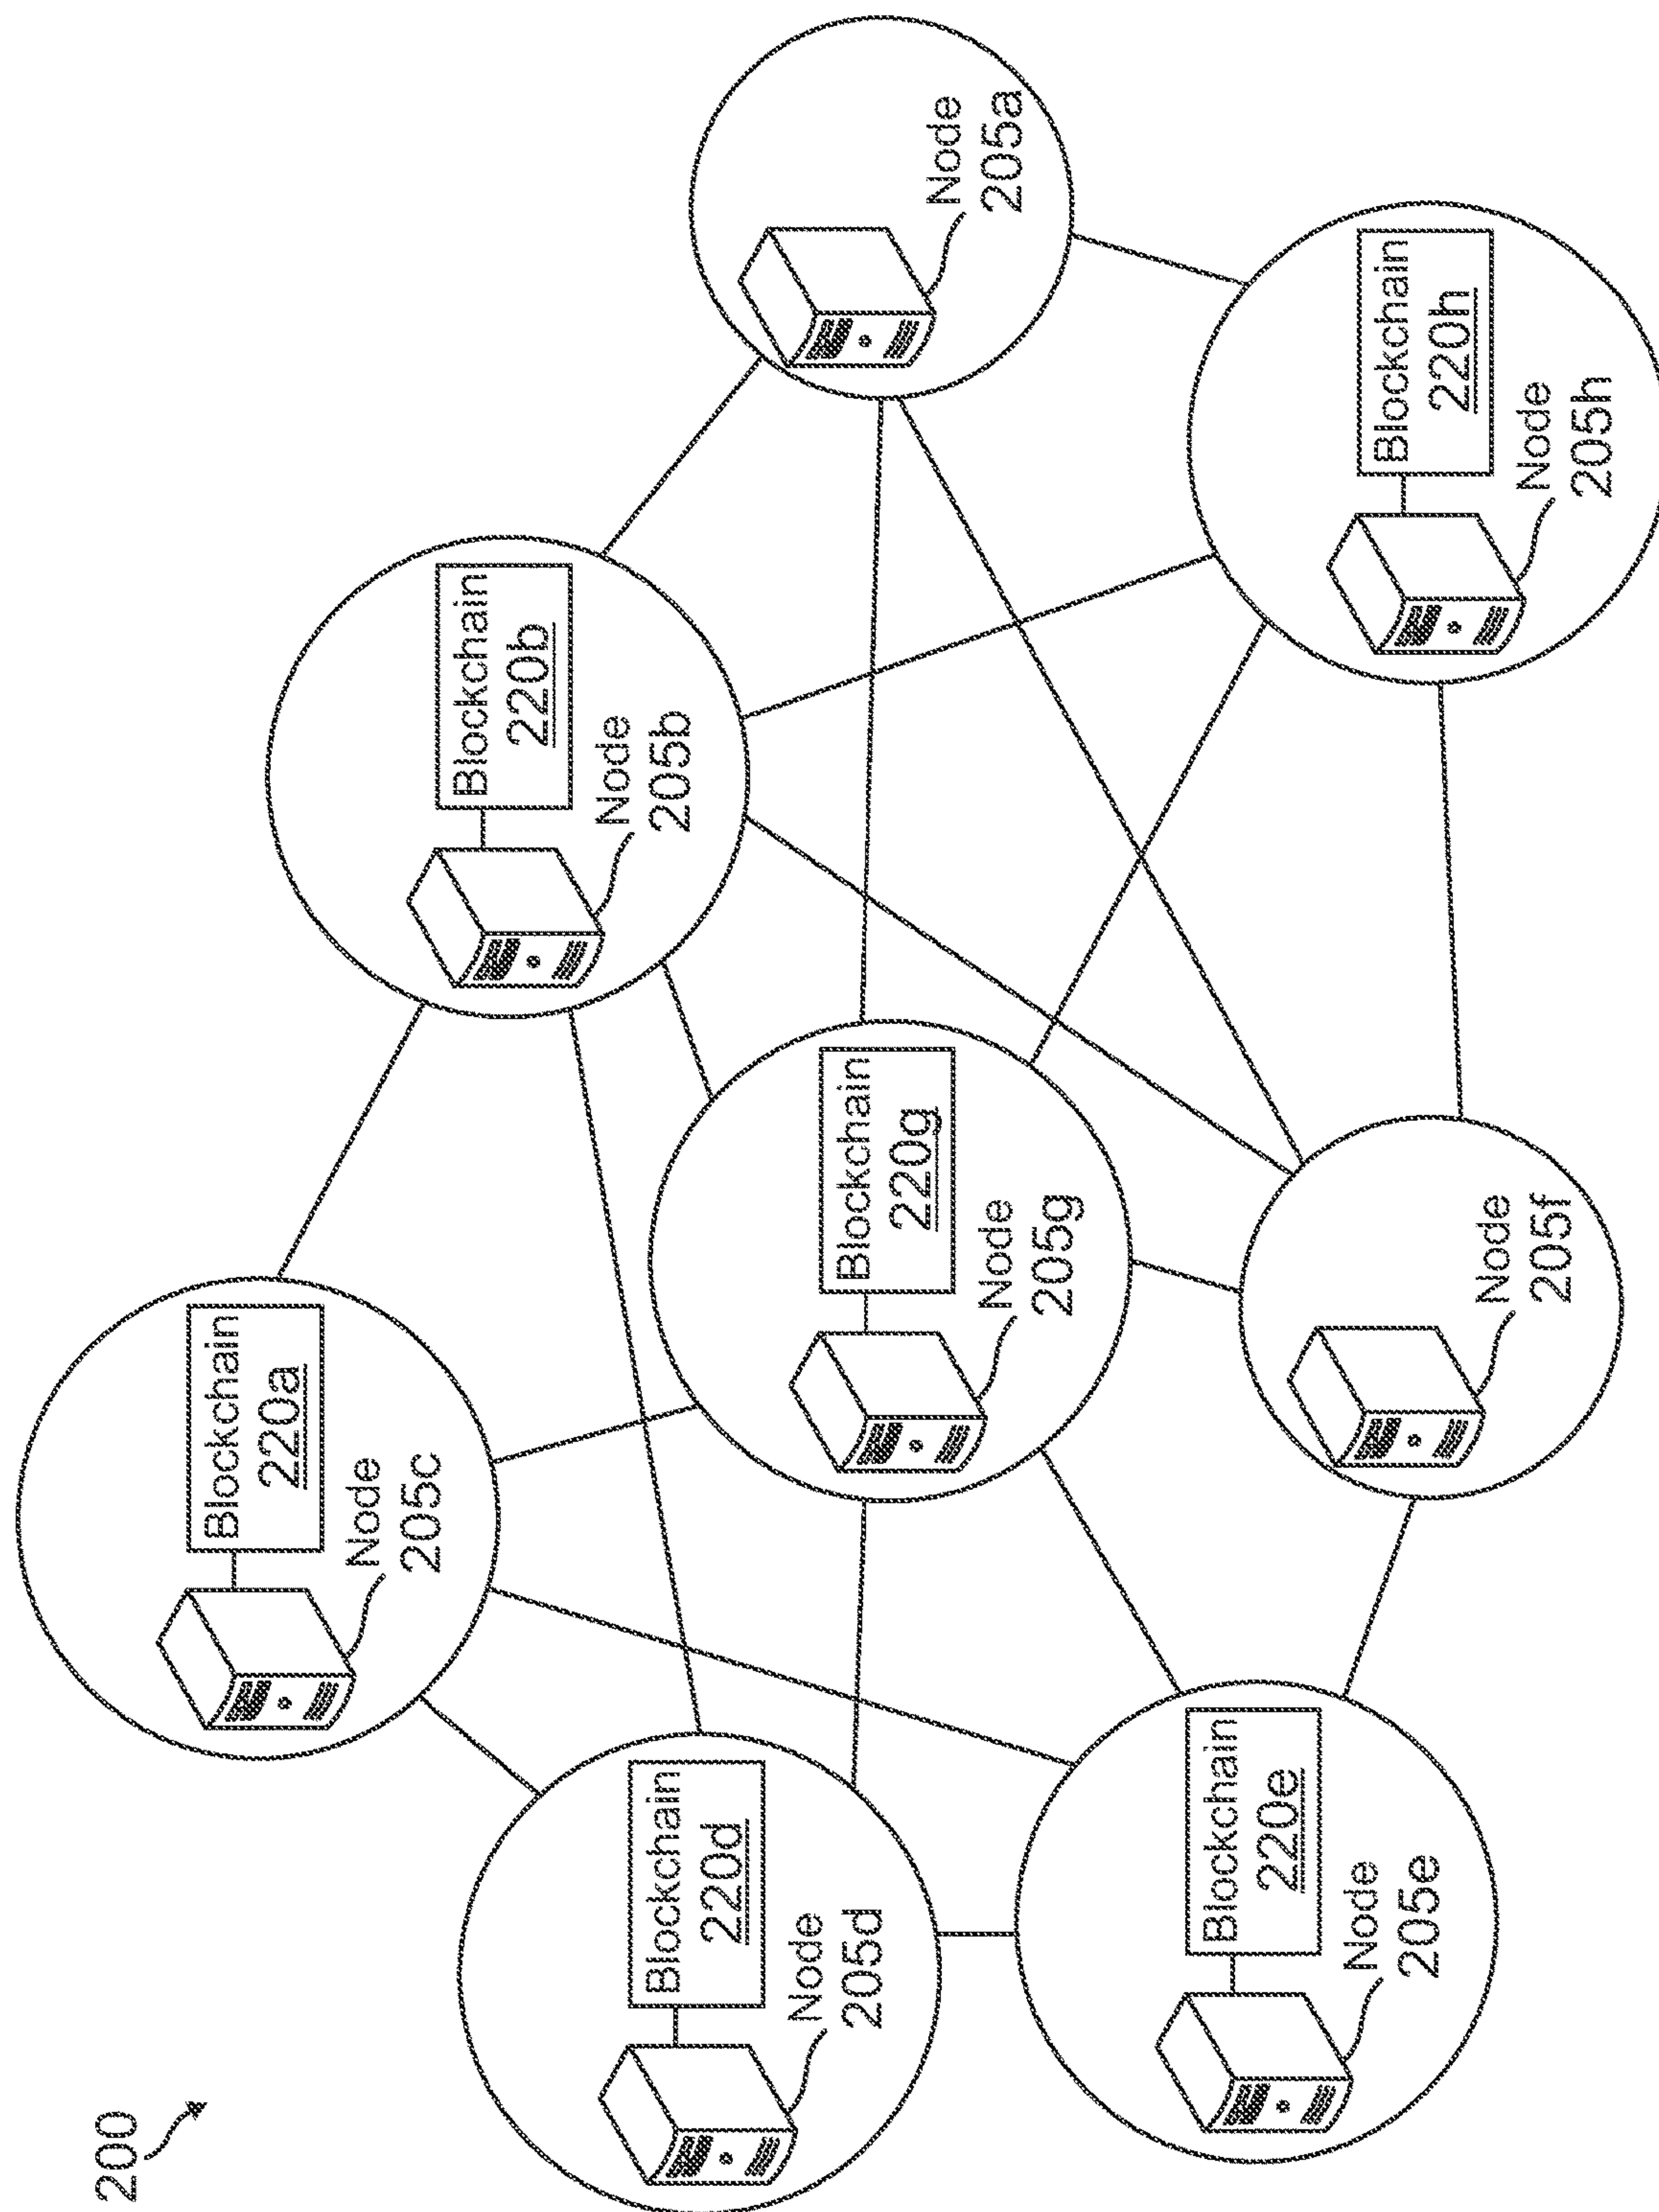 200
Blockchain
220a
Node
205c
Blockchain
220b
Node
205b
Blockchain
220d
Node
205d
Blockchain
220g
Node
205g
Node
205a
Blockchain
220e
Node
205e
Node
205f
Blockchain
220h
Node
205h